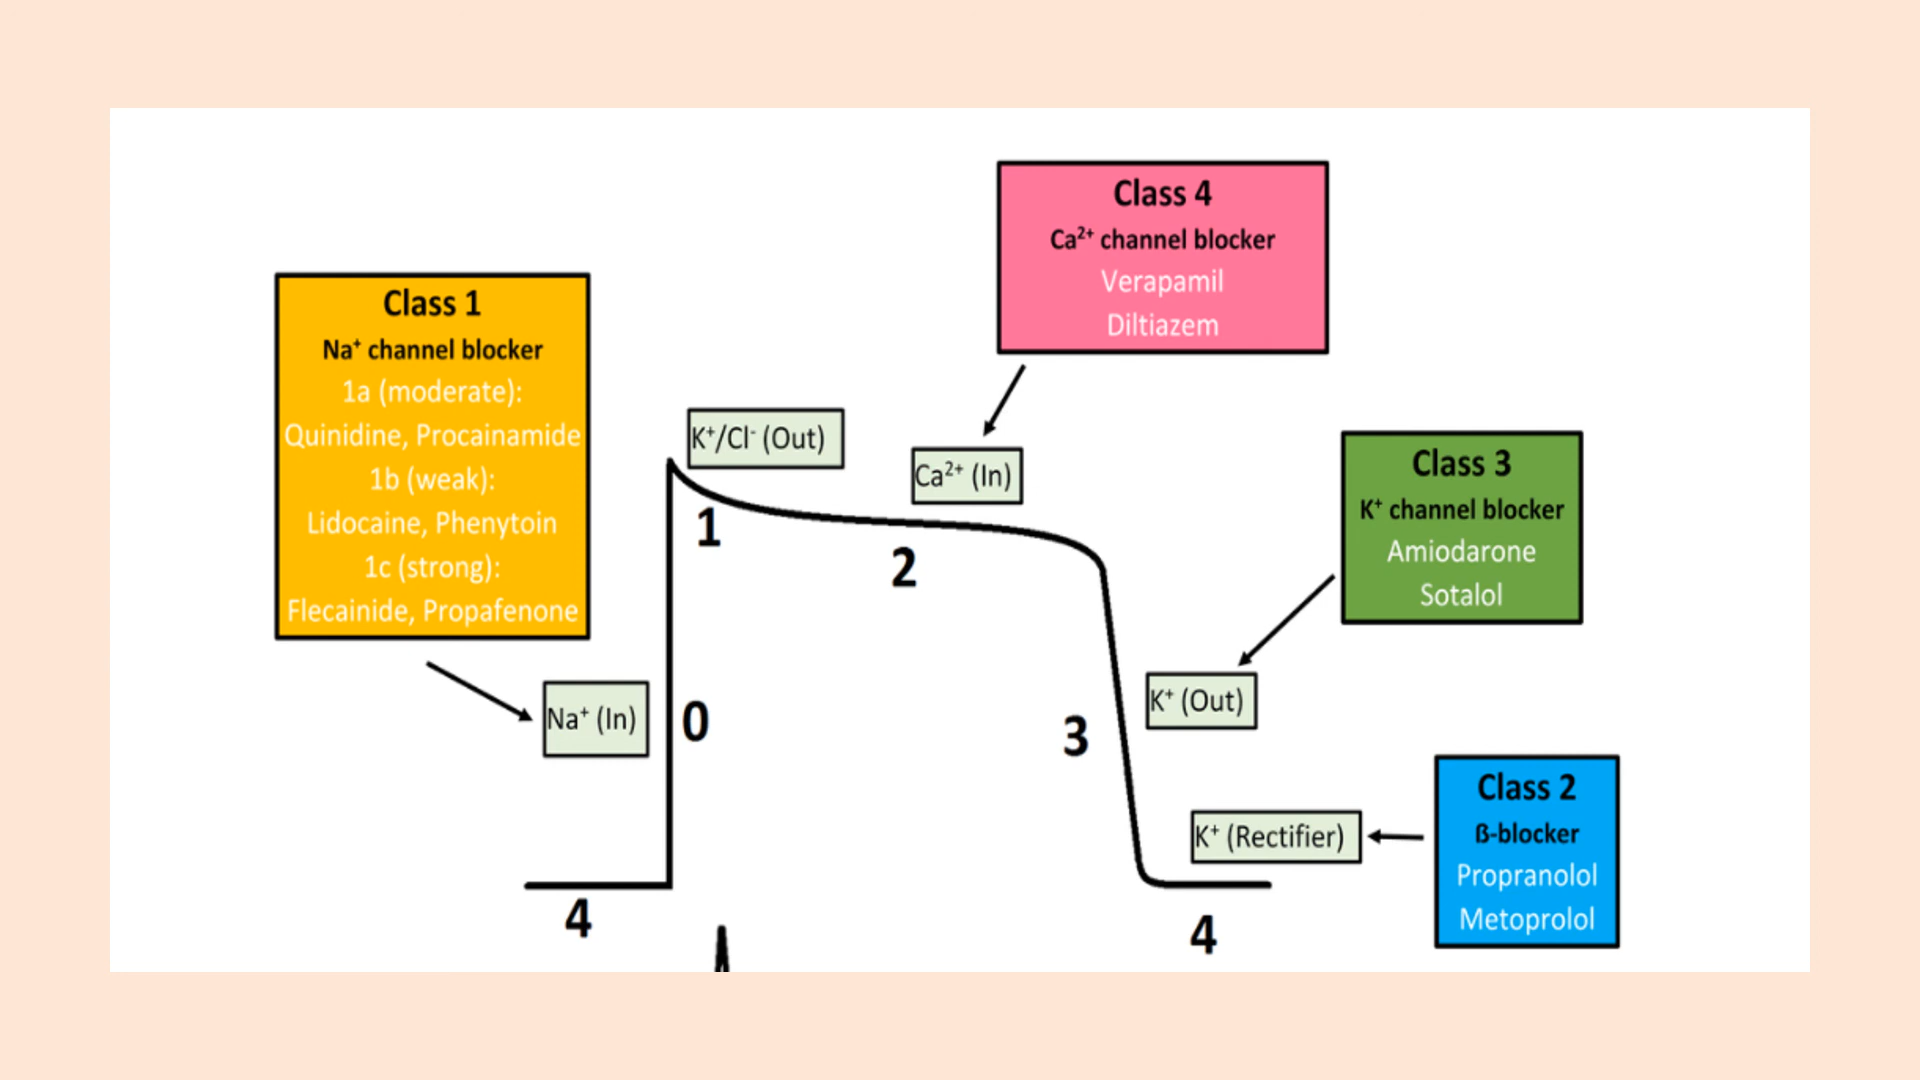 Class 4
Ca²⁺ channel blocker
Verapamil
Diltiazem
Class 1
Na⁺ channel blocker
1a (moderate):
Quinidine, Procainamide
1b (weak):
Lidocaine, Phenytoin
1c (strong):
Flecainide, Propafenone
K⁺/Cl⁻ (Out)
Ca²⁺ (In)
Class 3
K⁺ channel blocker
Amiodarone
Sotalol
1
2
Na⁺ (In)
0
3
K⁺ (Out)
K⁺ (Rectifier)
Class 2
ß-blocker
Propranolol
Metoprolol
4
4